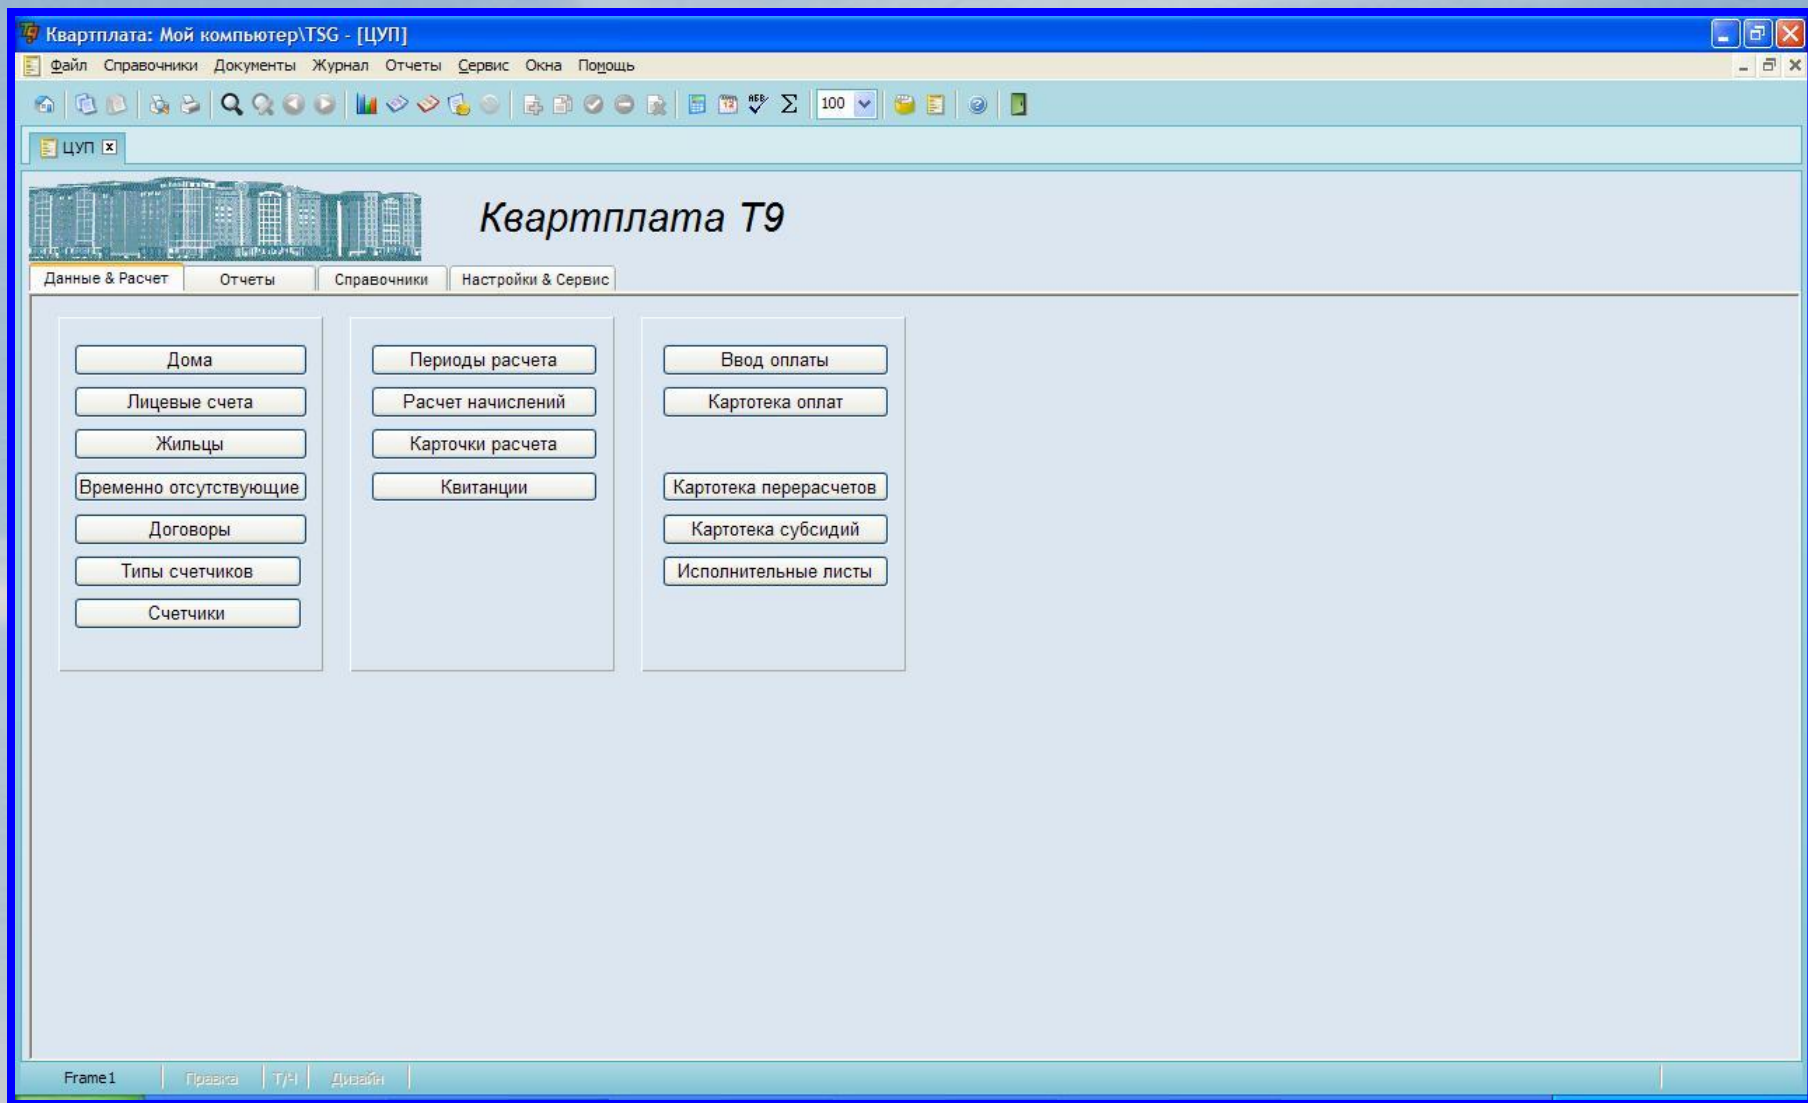 Квартплата: Мой компьютер\TSG - [ЦУП]
Файл Справочники Документы Журнал Отчеты Сервис Окна Помощь
100
ЦУП
Квартплата Т9
Данные & Расчет Отчеты Справочники Настройки & Сервис
Дома
Лицевые счета
Жильцы
Временно отсутствующие
Договоры
Типы счетчиков
Счетчики
Периоды расчета
Расчет начислений
Карточки расчета
Квитанции
Ввод оплаты
Картотека оплат
Картотека перерасчетов
Картотека субсидий
Исполнительные листы
Frame1 Правка Т/Ч Дизайн